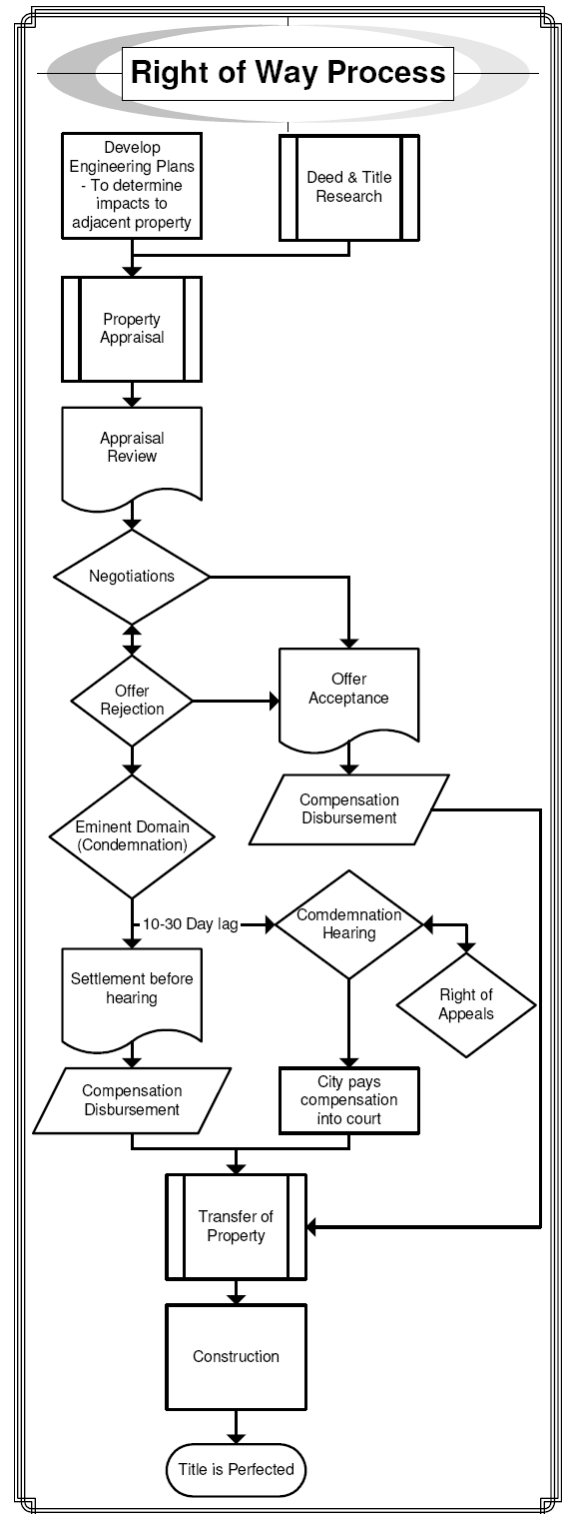 Right of Way Process
Develop
Engineering Plans
- To determine
impacts to
adjacent property
Deed & Title
Research
Property
Appraisal
Appraisal
Review
Negotiations
Offer
Rejection
Offer
Acceptance
Compensation
Disbursement
Eminent Domain
(Condemnation)
10-30 Day lag
Comdemnation
Hearing
Right of
Appeals
Settlement before
hearing
Compensation
Disbursement
City pays
compensation
into court
Transfer of
Property
Construction
Title is Perfected